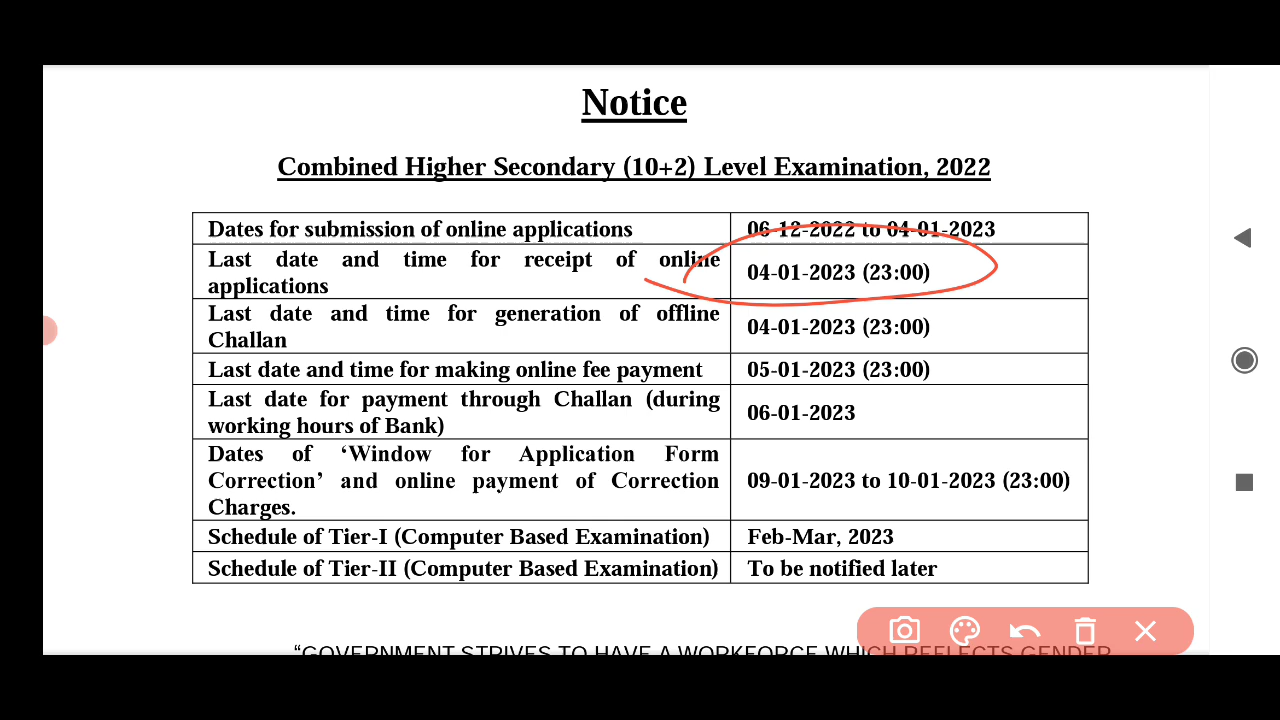 Notice
Combined Higher Secondary (10+2) Level Examination, 2022
Dates for submission of online applications
06-12-2022 to 04-01-2023
Last date and time for receipt of online
applications
04-01-2023 (23:00)
Last date and time for generation of offline
Challan
04-01-2023 (23:00)
Last date and time for making online fee payment
05-01-2023 (23:00)
Last date for payment through Challan (during
working hours of Bank)
06-01-2023
Dates of ‘Window for Application Form
Correction’ and online payment of Correction
Charges.
09-01-2023 to 10-01-2023 (23:00)
Schedule of Tier-I (Computer Based Examination)
Feb-Mar, 2023
Schedule of Tier-II (Computer Based Examination)
To be notified later
“GOVERNMENT STRIVES TO HAVE A WORKFORCE WHICH REFLECTS GENDER